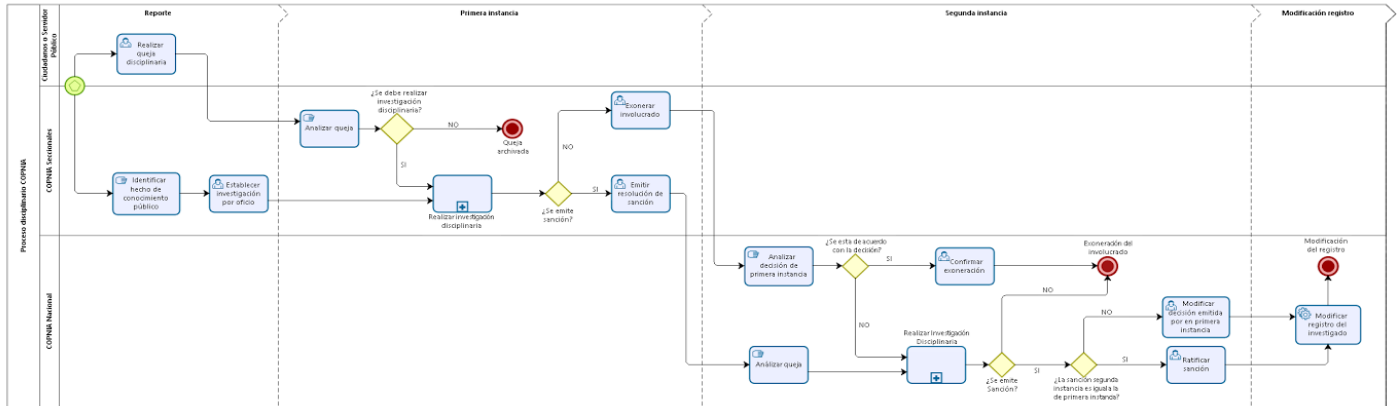 Reporte
Primera instancia
Segunda instancia
Modificación registro
Proceso disciplinario COPNIA
Ciudadanos o Servidor
Público
COPNIA Seccionales
COPNIA Nacional
Realizar
queja
disciplinaria
Identificar
hecho de
conocimiento
público
Establecer
investigación
por oficio
Analizar queja
¿Se debe realizar
investigación
disciplinaria?
NO
Queja
archivada
SI
Realizar investigación
disciplinaria
¿Se emite
sanción?
NO
Exonerar
involucrado
SI
Emitir
resolución de
sanción
Analizar
decisión de
primera instancia
¿Se esta de acuerdo
con la decisión?
SI
Confirmar
exoneración
Exoneración del
involucrado
NO
Análizar queja
Realizar Investigación
Disciplinaria
¿Se emite
Sanción?
NO
SI
¿La sanción segunda
instancia es igual a la
de primera instancia?
NO
Modificar
decisión emitida
por en primera
instancia
SI
Ratificar
sanción
Modificar
registro del
investigado
Modificación
del registro